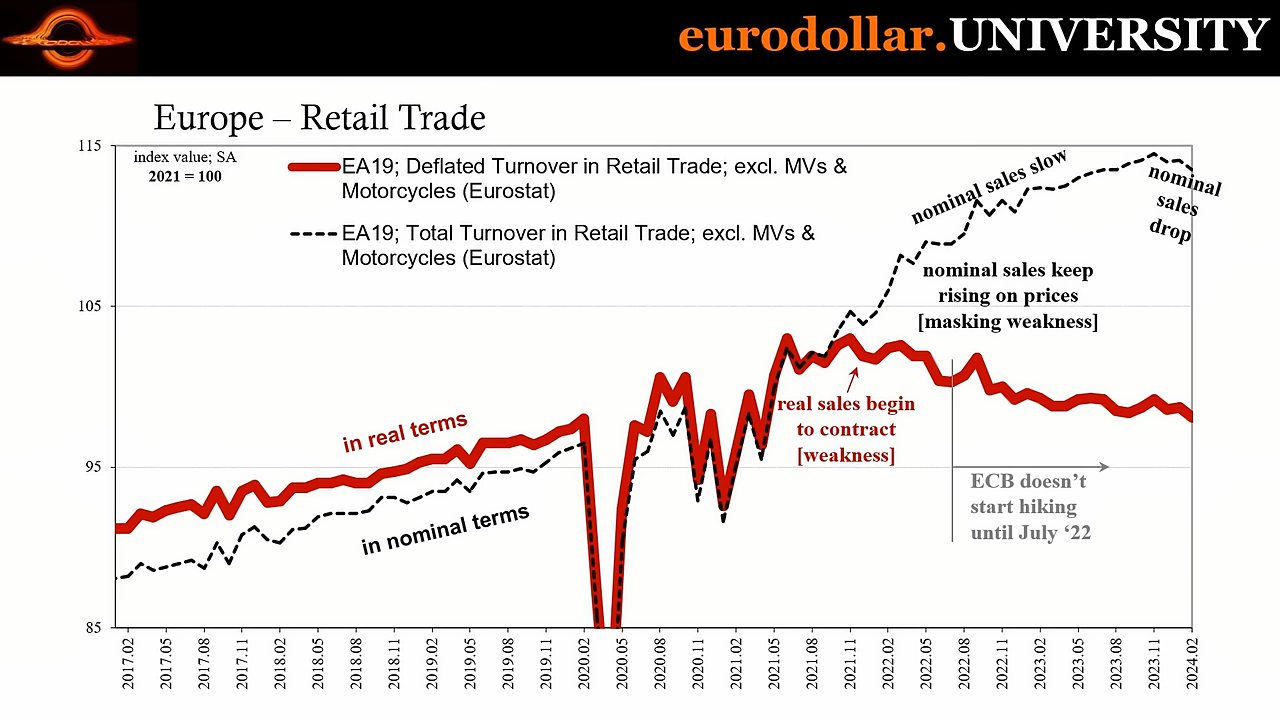 eurodollar.UNIVERSITY
Europe – Retail Trade
115
index value; SA
2021 = 100
EA19; Deflated Turnover in Retail Trade; excl. MVs &
Motorcycles (Eurostat)
EA19; Total Turnover in Retail Trade; excl. MVs &
Motorcycles (Eurostat)
nominal sales slow
nominal
sales
drop
nominal sales keep
rising on prices
[masking weakness]
105
real sales begin
to contract
[weakness]
in real terms
95
ECB doesn’t
start hiking
until July ‘22
in nominal terms
85
2017.02
2017.05
2017.08
2017.11
2018.02
2018.05
2018.08
2018.11
2019.02
2019.05
2019.08
2019.11
2020.02
2020.05
2020.08
2020.11
2021.02
2021.05
2021.08
2021.11
2022.02
2022.05
2022.08
2022.11
2023.02
2023.05
2023.08
2023.11
2024.02